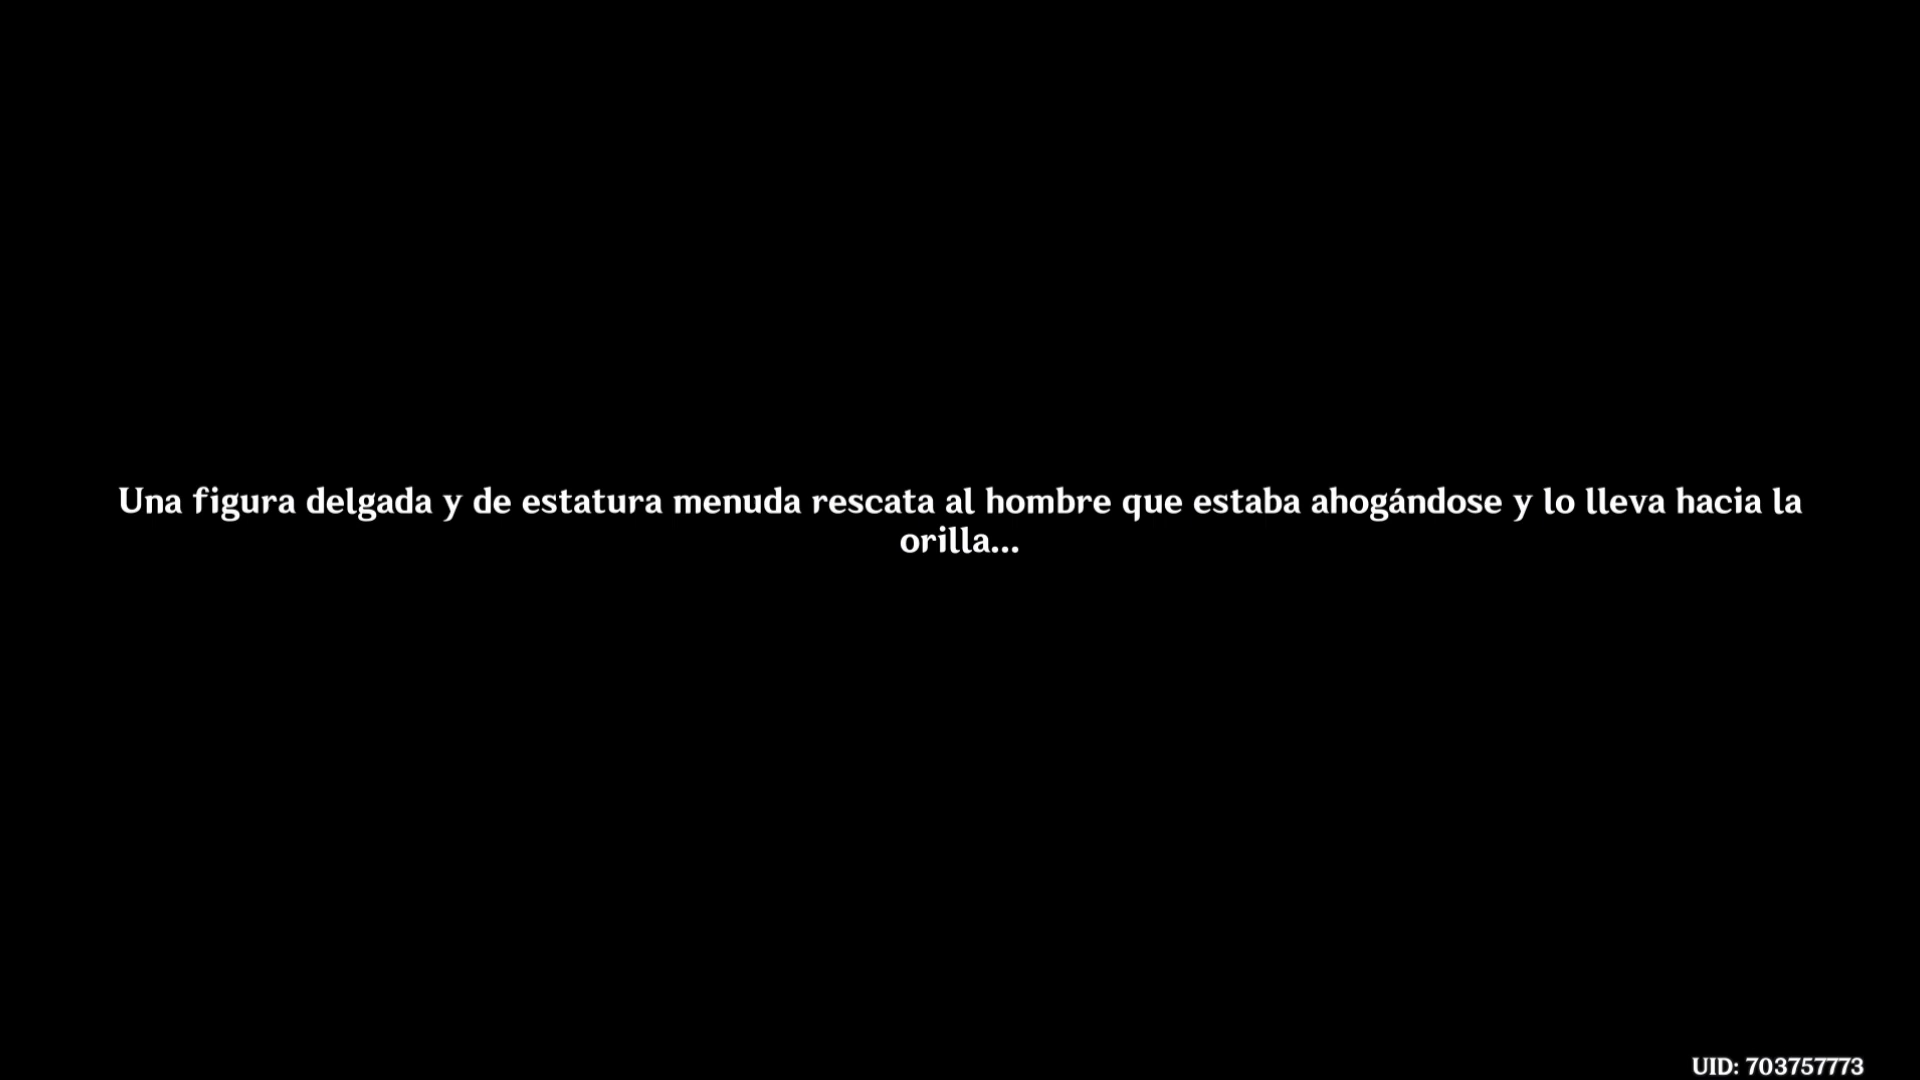 Una figura delgada y de estatura menuda rescata al hombre que estaba ahogándose y lo lleva hacia la
orilla...
UID: 703757773